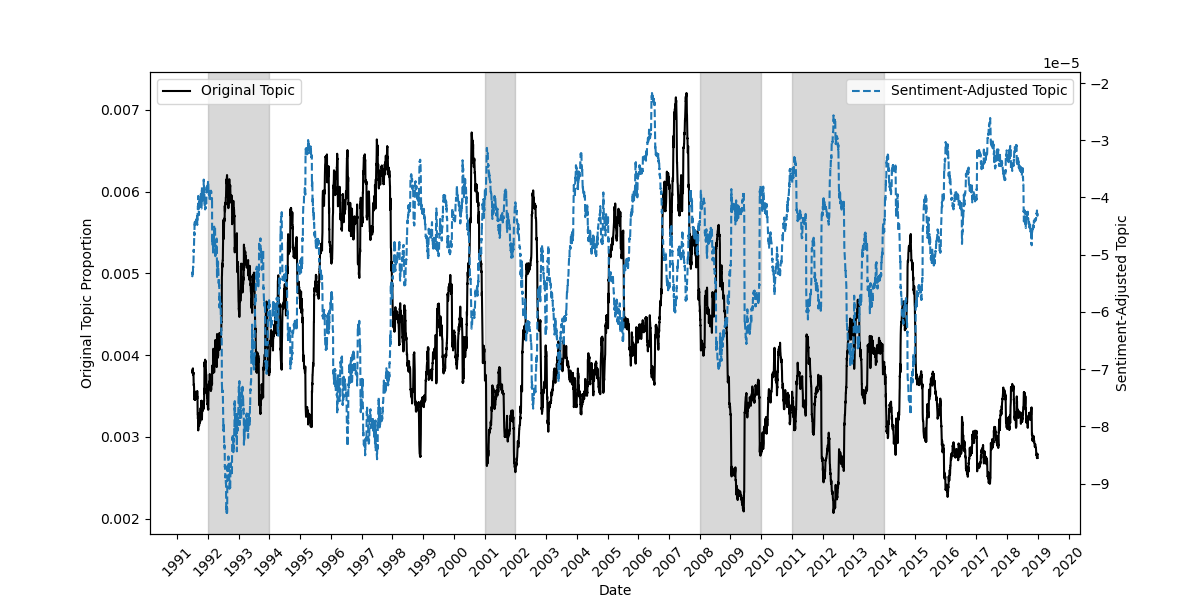 1e−5
Original Topic
Sentiment-Adjusted Topic
0.007
0.006
0.005
0.004
0.003
0.002
Original Topic Proportion
−2
−3
−4
−5
−6
−7
−8
−9
Sentiment-Adjusted Topic
1991 1992 1993 1994 1995 1996 1997 1998 1999 2000 2001 2002 2003 2004 2005 2006 2007 2008 2009 2010 2011 2012 2013 2014 2015 2016 2017 2018 2019 2020
Date